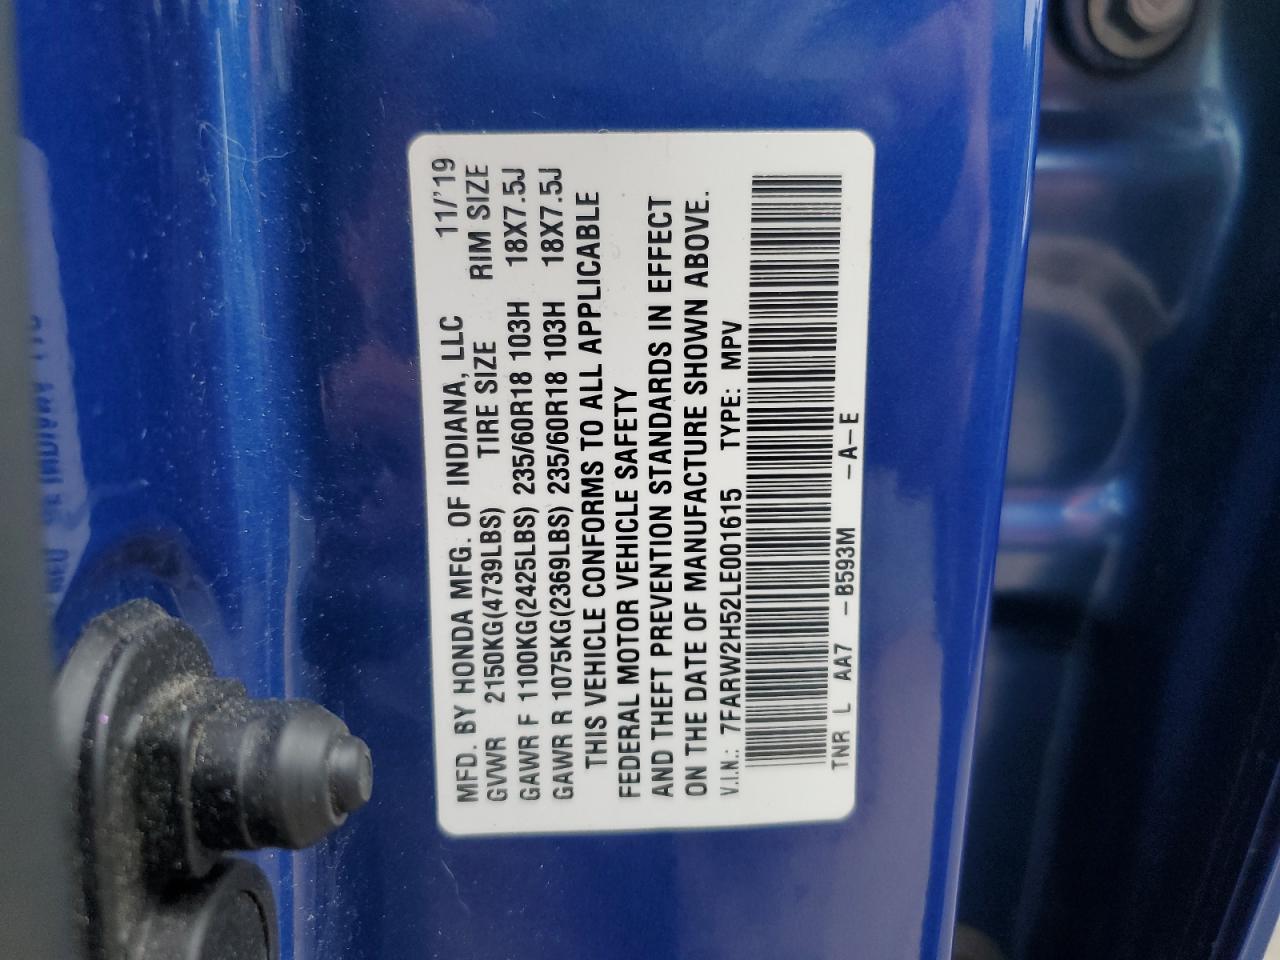 MFD. BY HONDA MFG. OF INDIANA, LLC 11/'19
GVWR 2150KG(4739LBS) TIRE SIZE RIM SIZE
GAWR F 1100KG(2425LBS) 235/60R18 103H 18X7.5J
GAWR R 1075KG(2369LBS) 235/60R18 103H 18X7.5J
THIS VEHICLE CONFORMS TO ALL APPLICABLE
FEDERAL MOTOR VEHICLE SAFETY
AND THEFT PREVENTION STANDARDS IN EFFECT
ON THE DATE OF MANUFACTURE SHOWN ABOVE.
V.I.N.: 7FARW2H52LE001615 TYPE: MPV
TNR L AA7 -B593M -A-E